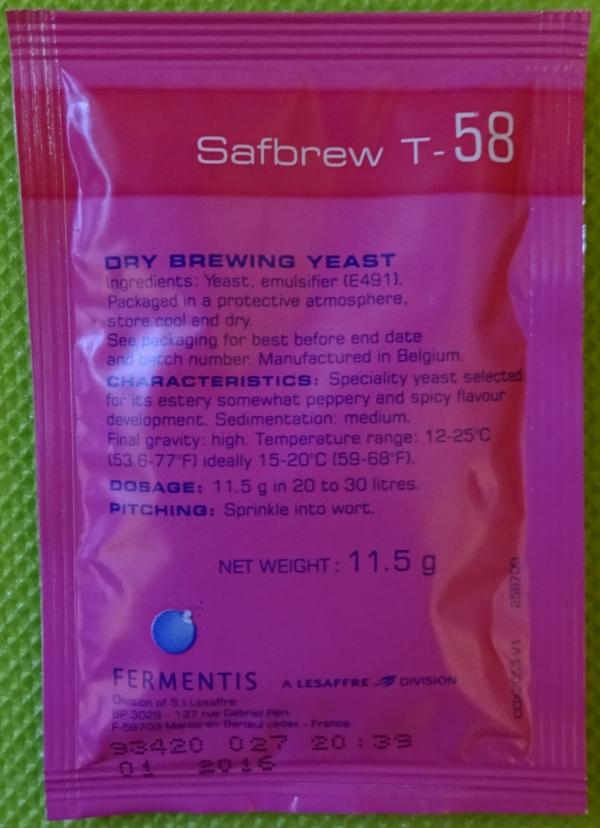 Safbrew T-58
DRY BREWING YEAST
Ingredients: Yeast, emulsifier (E491).
Packaged in a protective atmosphere,
store cool and dry.
See packaging for best before end date
and batch number. Manufactured in Belgium.
CHARACTERISTICS: Speciality yeast selected
for its estery somewhat peppery and spicy flavour
development. Sedimentation: medium.
Final gravity: high. Temperature range: 12-25°C
(53.6-77°F) ideally 15-20°C (59-68°F).
DOSAGE: 11.5 g in 20 to 30 litres.
PITCHING: Sprinkle into wort.
NET WEIGHT: 11.5 g
FERMENTIS A LESAFFRE DIVISION
Division of S.I.Lesaffre
BP 3029 - 137 rue Gabriel Péri
F-59703 Marcq-en-Barœul cedex - France
93420 027 20:39
01 2016